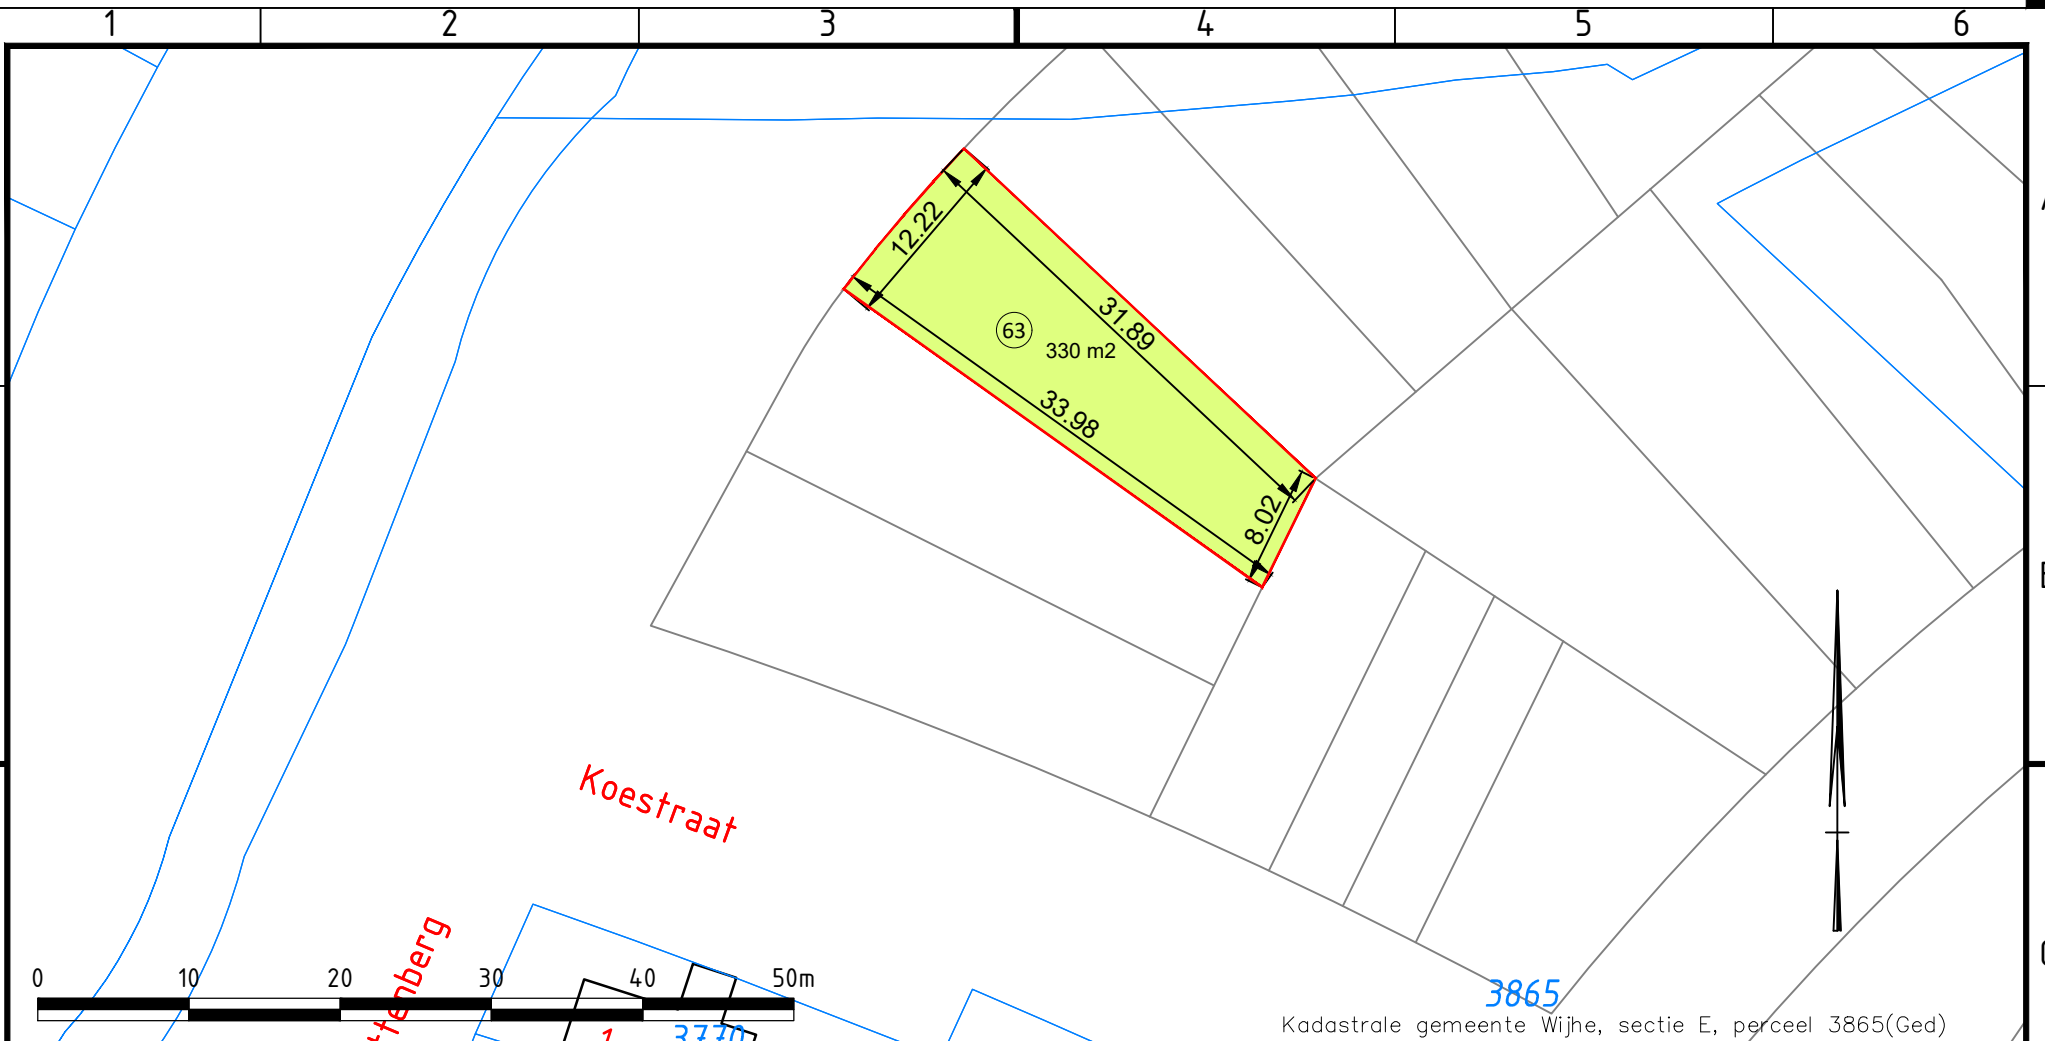 1 2 3 4 5 6
12.22
31.89
63
330 m2
33.98
8.02
Koestraat
0 10 20 30 40 50m
3865
Kadastrale gemeente Wijhe, sectie E, perceel 3865(Ged)